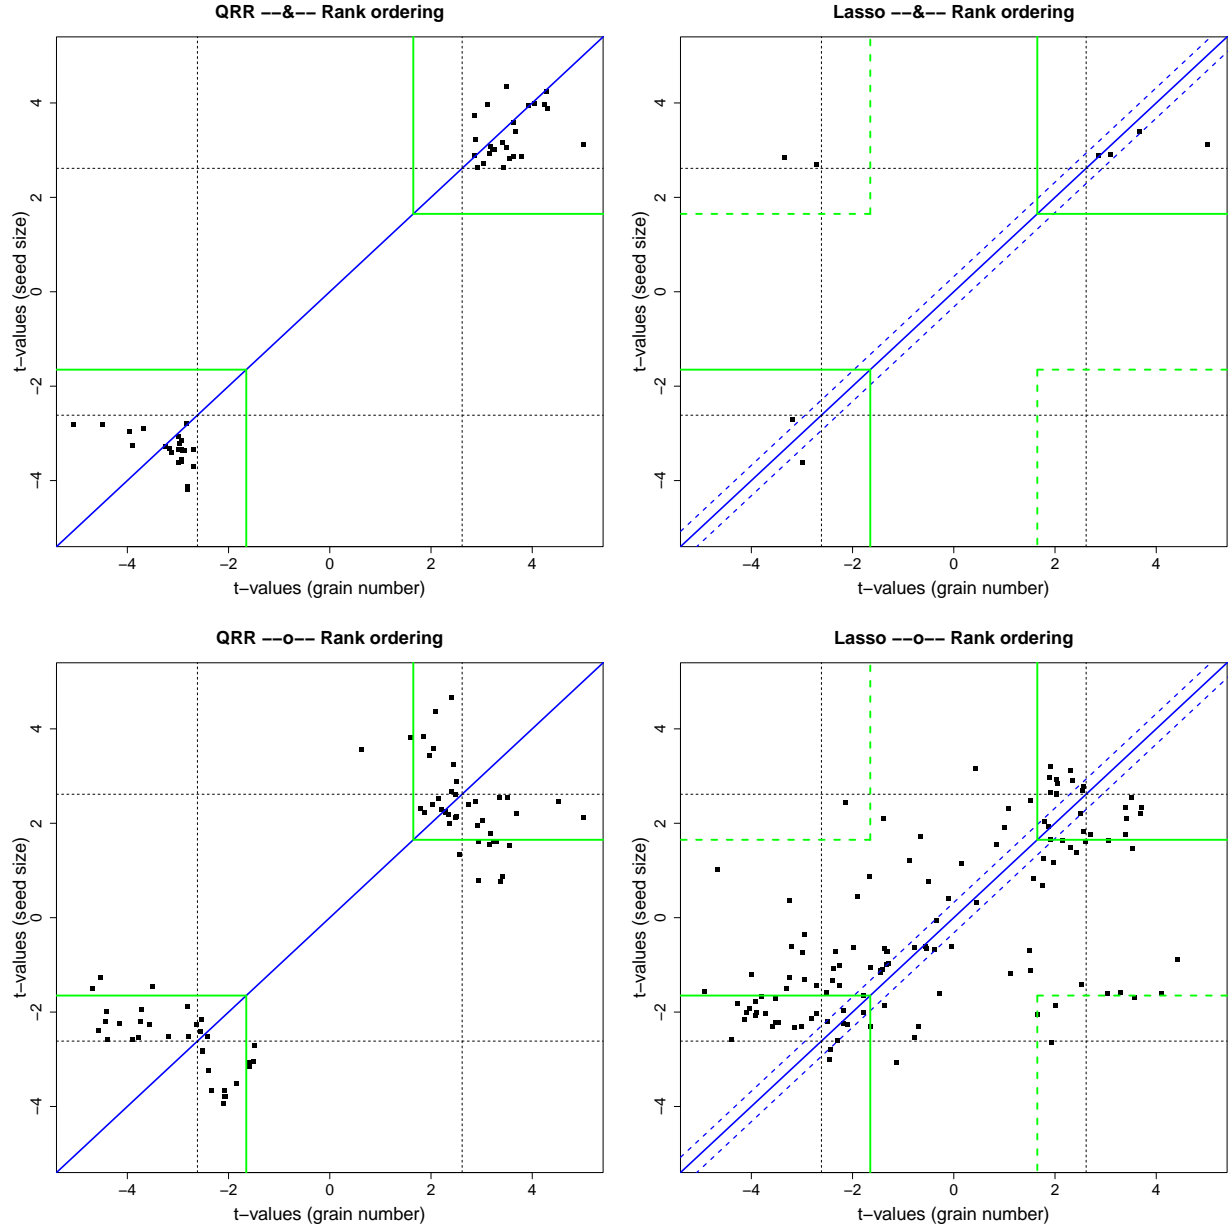 QRR −−&−− Rank ordering
t−values (seed size)
4
2
0
−2
−4
−4 −2 0 2 4
t−values (grain number)
Lasso −−&−− Rank ordering
t−values (seed size)
4
2
0
−2
−4
−4 −2 0 2 4
t−values (grain number)
QRR −−o−− Rank ordering
t−values (seed size)
4
2
0
−2
−4
−4 −2 0 2 4
t−values (grain number)
Lasso −−o−− Rank ordering
t−values (seed size)
4
2
0
−2
−4
−4 −2 0 2 4
t−values (grain number)